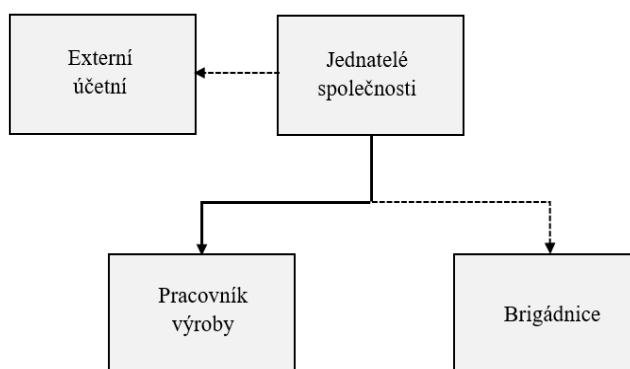 Externí
účetní
Jednatelé
společnosti
Pracovník
výroby
Brigádnice